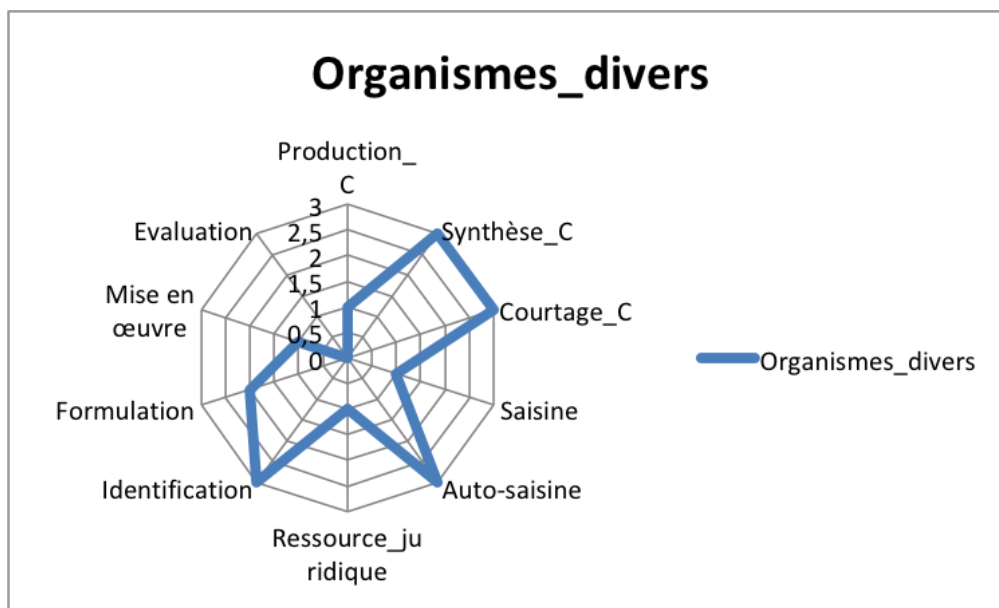 Organismes_divers
Production_
C
3
Evaluation
Synthèse_C
2,5
2
Mise en
œuvre
1,5
Courtage_C
1
0,5
0
Organismes_divers
Formulation
Saisine
Identification
Auto-saisine
Ressource_ju
ridique